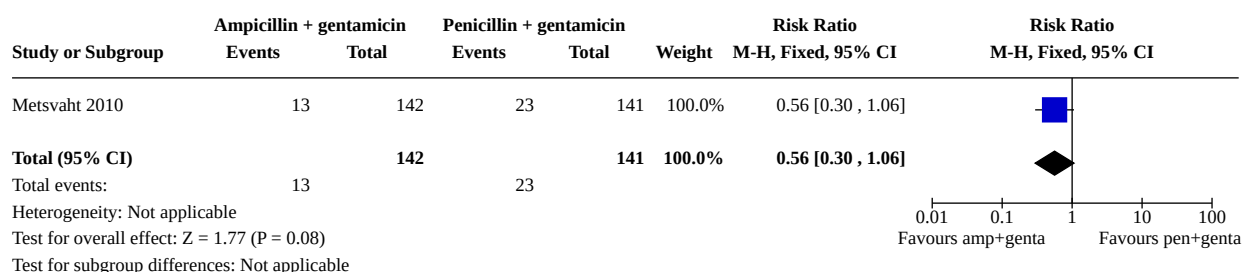 Ampicillin + gentamicin Penicillin + gentamicin Risk Ratio Risk Ratio
Study or Subgroup Events Total Events Total Weight M-H, Fixed, 95% CI M-H, Fixed, 95% CI
Metsvaht 2010 13 142 23 141 100.0% 0.56 [0.30 , 1.06]
Total (95% CI) 142 141 100.0% 0.56 [0.30 , 1.06]
Total events: 13 23
Heterogeneity: Not applicable 0.01 0.1 1 10 100
Test for overall effect: Z = 1.77 (P = 0.08) Favours amp+genta Favours pen+genta
Test for subgroup differences: Not applicable